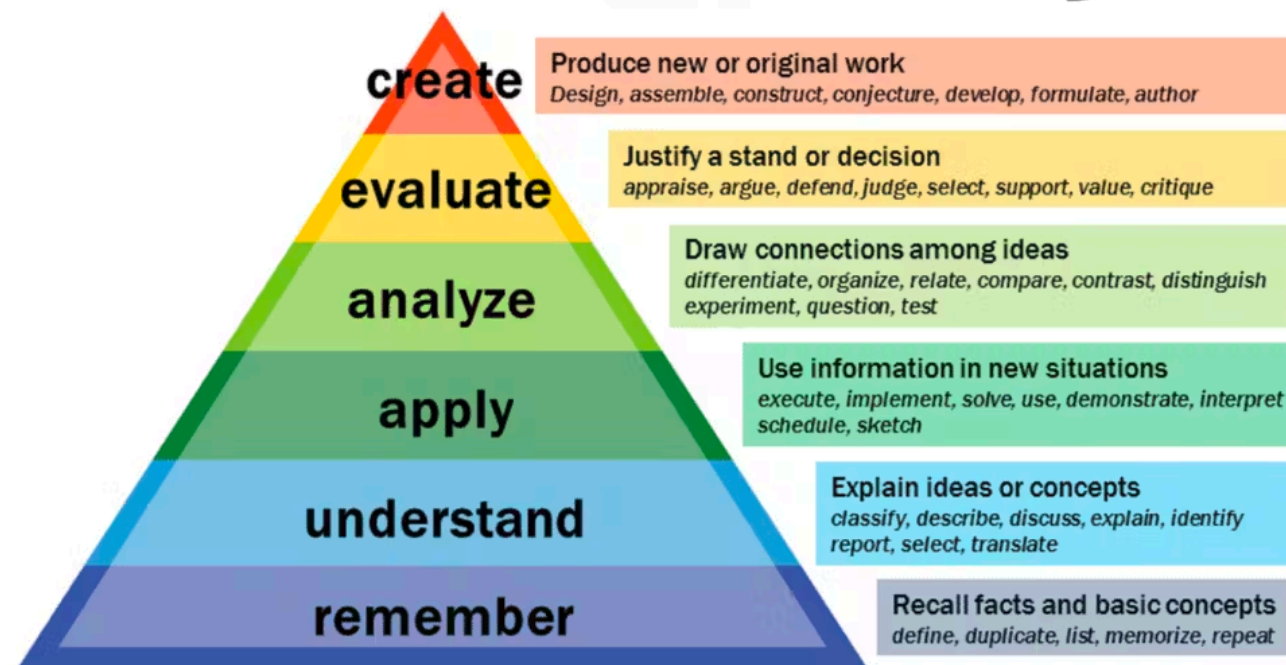 create
Produce new or original work
Design, assemble, construct, conjecture, develop, formulate, author
evaluate
Justify a stand or decision
appraise, argue, defend, judge, select, support, value, critique
analyze
Draw connections among ideas
differentiate, organize, relate, compare, contrast, distinguish
experiment, question, test
apply
Use information in new situations
execute, implement, solve, use, demonstrate, interpret
schedule, sketch
understand
Explain ideas or concepts
classify, describe, discuss, explain, identify
report, select, translate
remember
Recall facts and basic concepts
define, duplicate, list, memorize, repeat